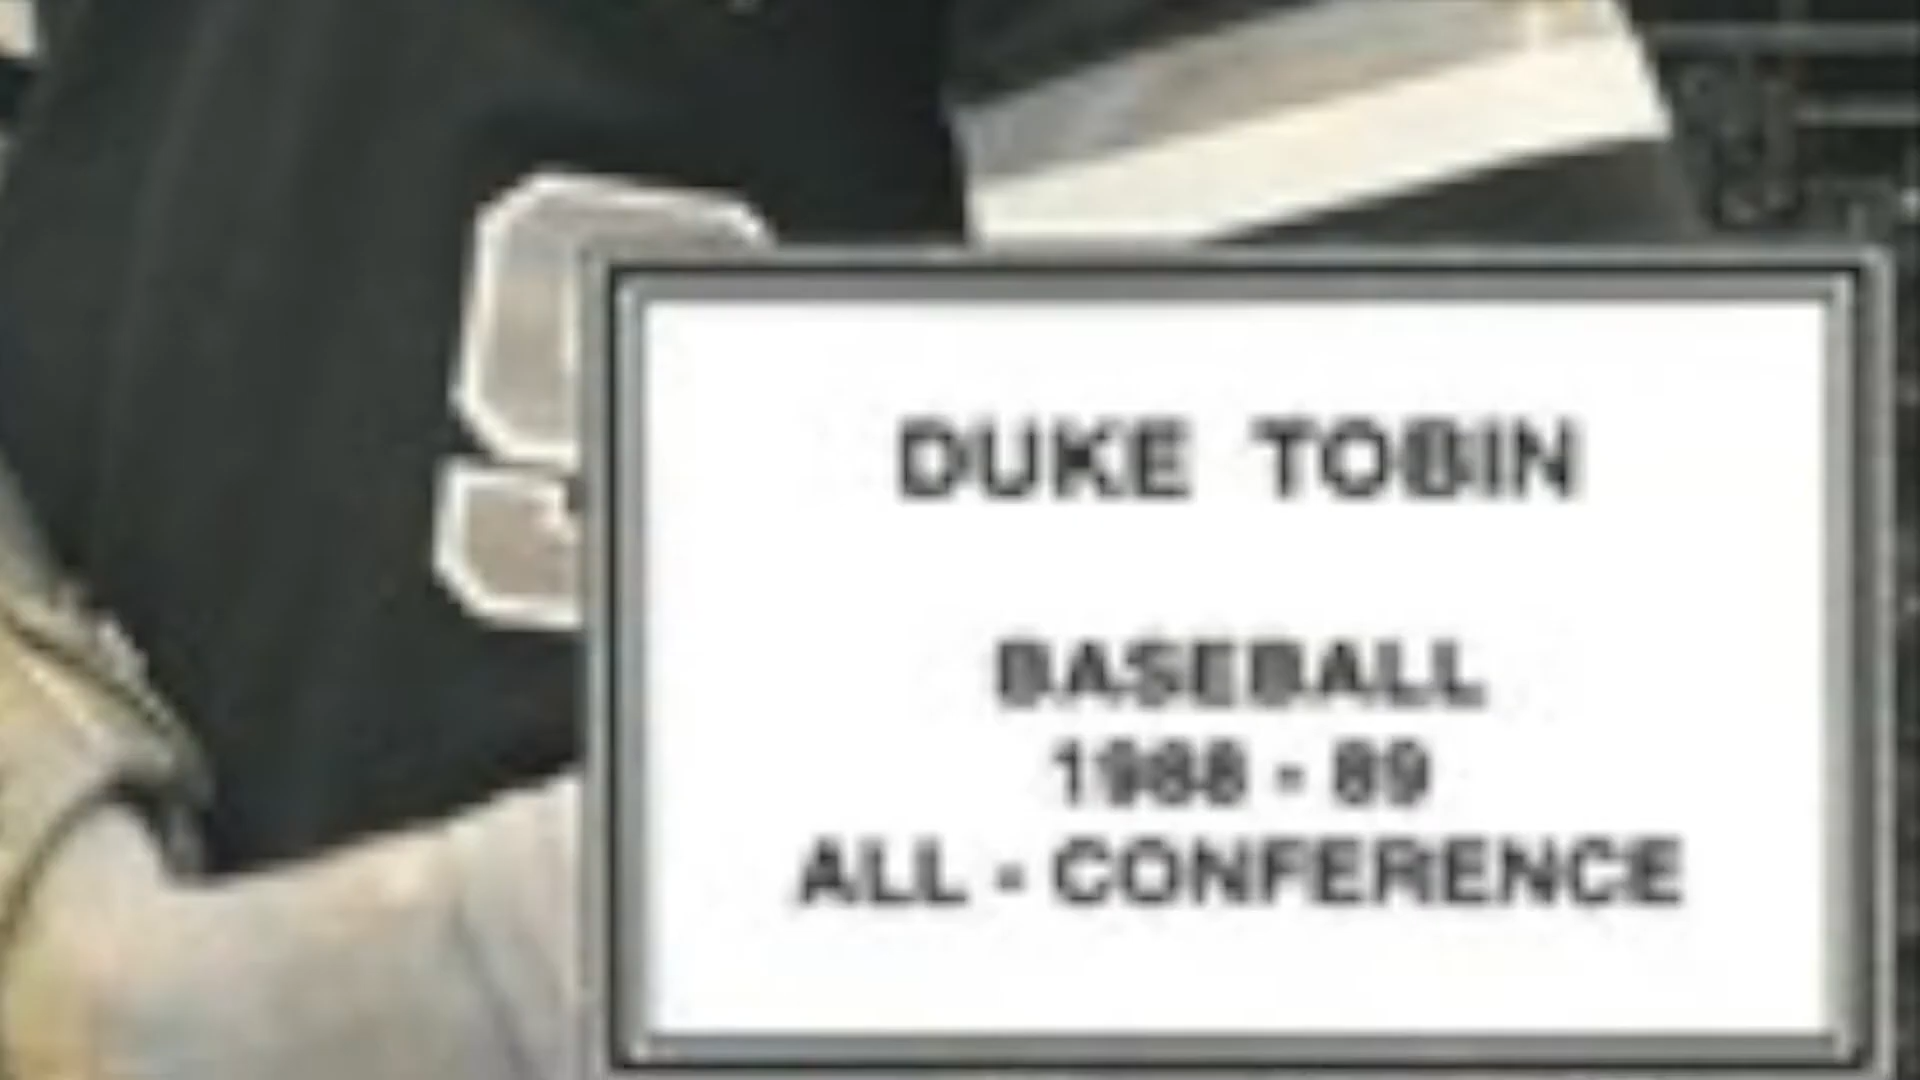 DUKE TOBIN
BASEBALL
1988 - 89
ALL - CONFERENCE